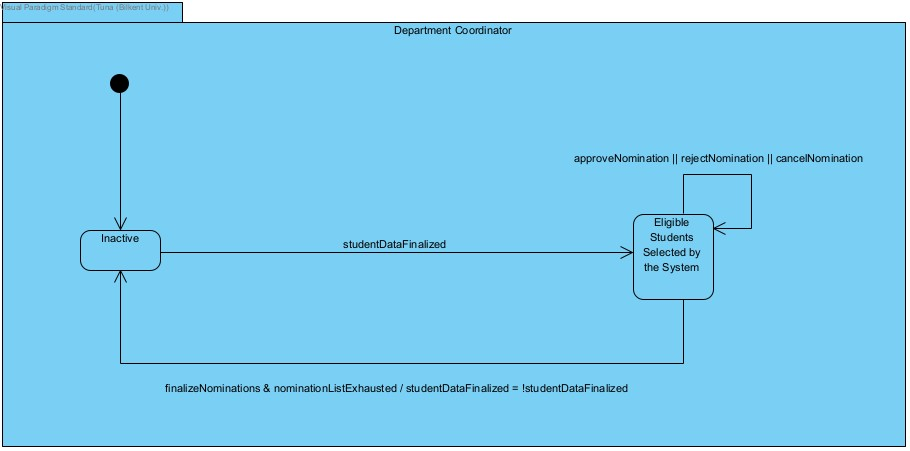 Visual Paradigm Standard(Tuna (Bilkent Univ.))
Department Coordinator
approveNomination || rejectNomination || cancelNomination
Inactive
studentDataFinalized
Eligible
Students
Selected by
the System
finalizeNominations & nominationListExhausted / studentDataFinalized = !studentDataFinalized